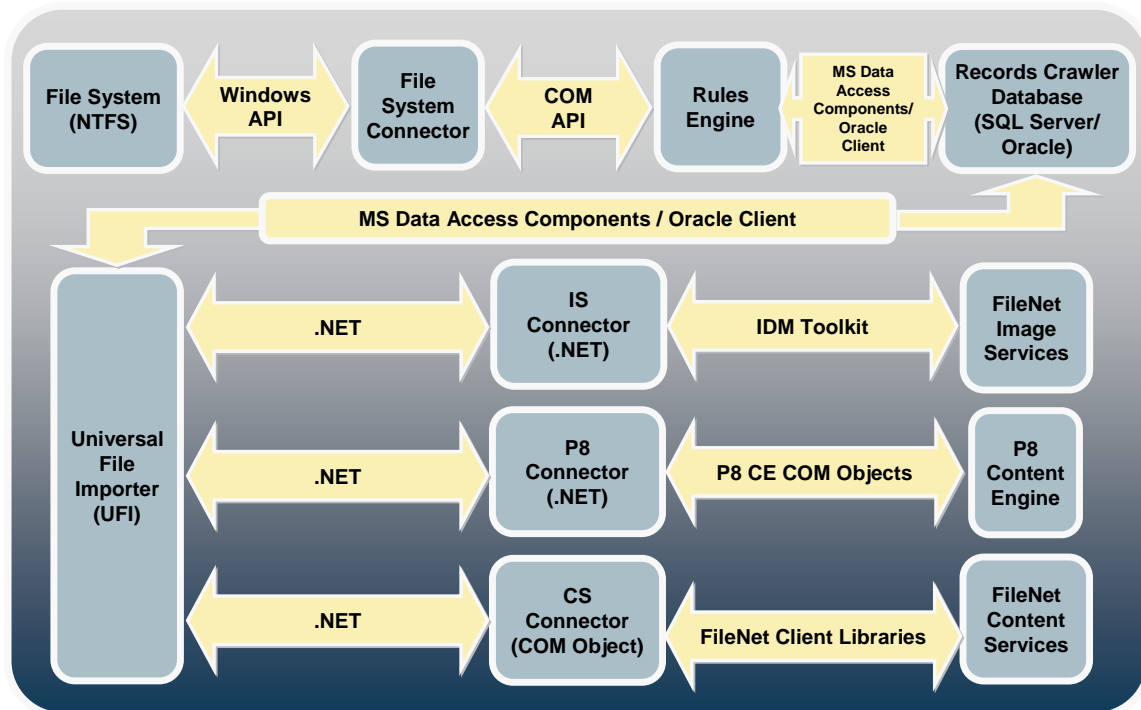 File System
(NTFS)
Windows
API
File
System
Connector
COM
API
Rules
Engine
MS Data
Access
Components/
Oracle
Client
Records Crawler
Database
(SQL Server/
Oracle)
MS Data Access Components / Oracle Client
Universal
File
Importer
(UFI)
.NET
IS
Connector
(.NET)
IDM Toolkit
FileNet
Image
Services
.NET
P8
Connector
(.NET)
P8 CE COM Objects
P8
Content
Engine
.NET
CS
Connector
(COM Object)
FileNet Client Libraries
FileNet
Content
Services